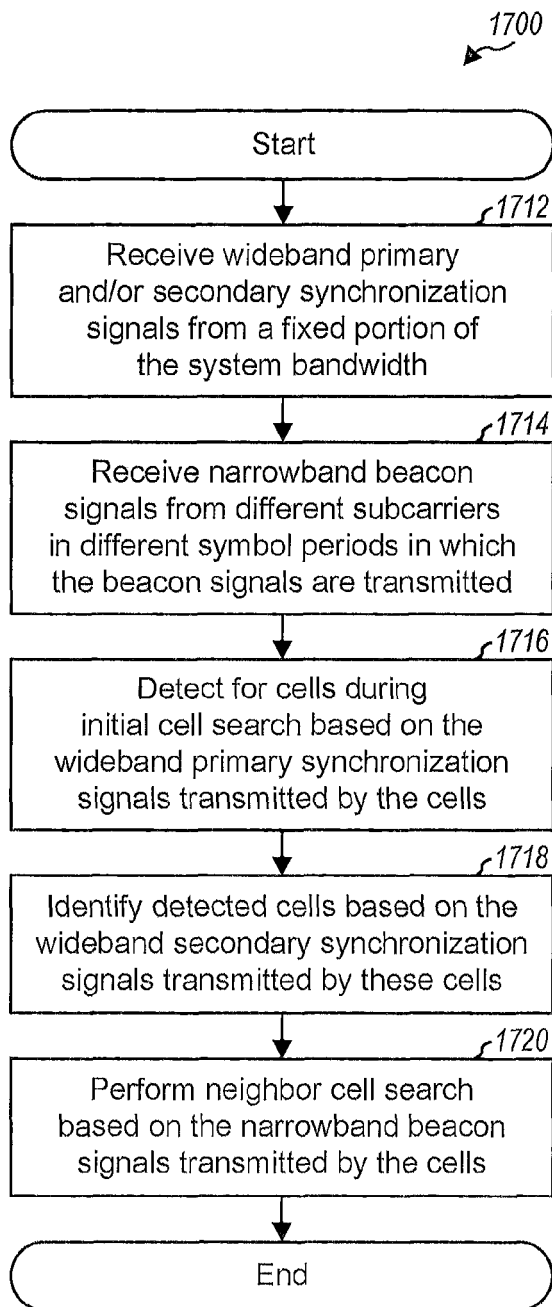 1700
Start
1712
Receive wideband primary
and/or secondary synchronization
signals from a fixed portion of
the system bandwidth
1714
Receive narrowband beacon
signals from different subcarriers
in different symbol periods in which
the beacon signals are transmitted
1716
Detect for cells during
initial cell search based on the
wideband primary synchronization
signals transmitted by the cells
1718
Identify detected cells based on the
wideband secondary synchronization
signals transmitted by these cells
1720
Perform neighbor cell search
based on the narrowband beacon
signals transmitted by the cells
End